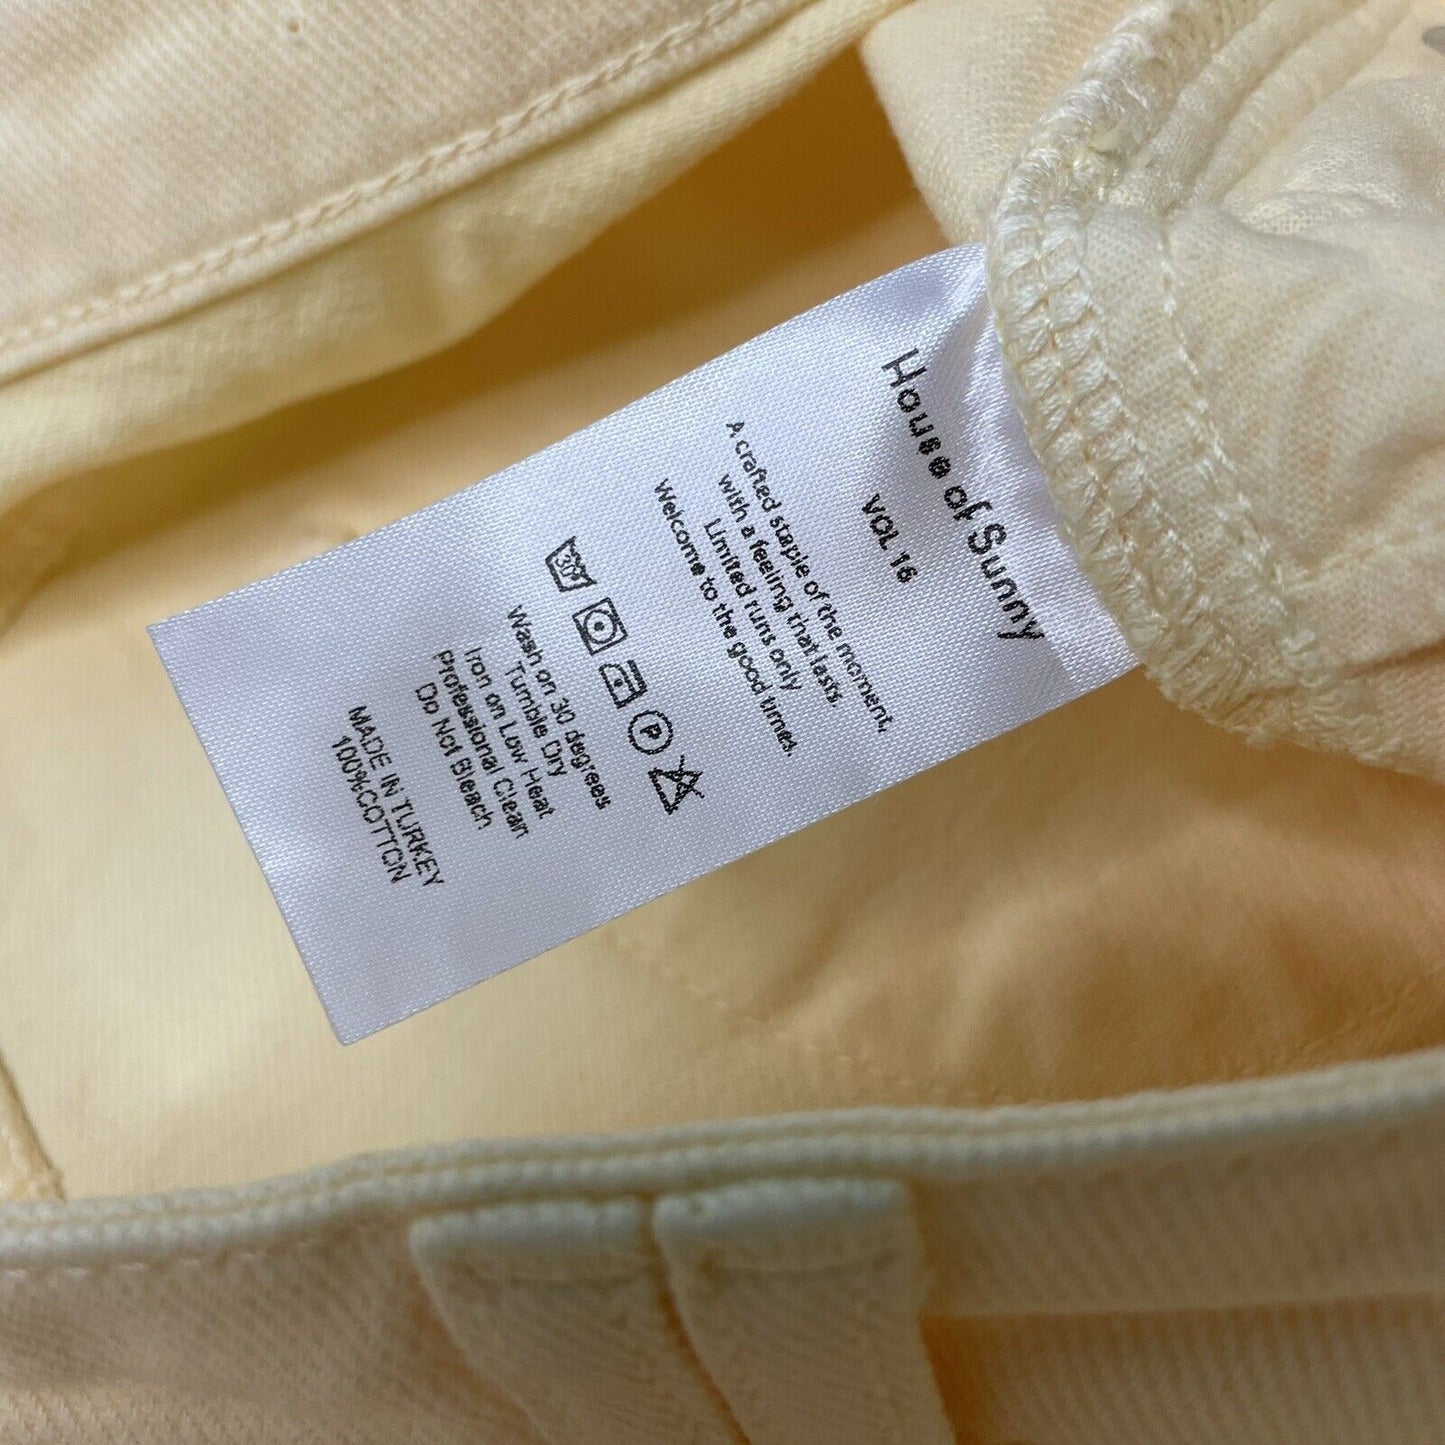 House of Sunny
VOL 16
A crafted staple of the moment,
with a feeling that lasts.
Limited runs only
Welcome to the good times.
30°
P
Wash on 30 degrees
Tumble Dry
Iron on Low Heat
Professional Clean
Do Not Bleach
MADE IN TURKEY
100%COTTON